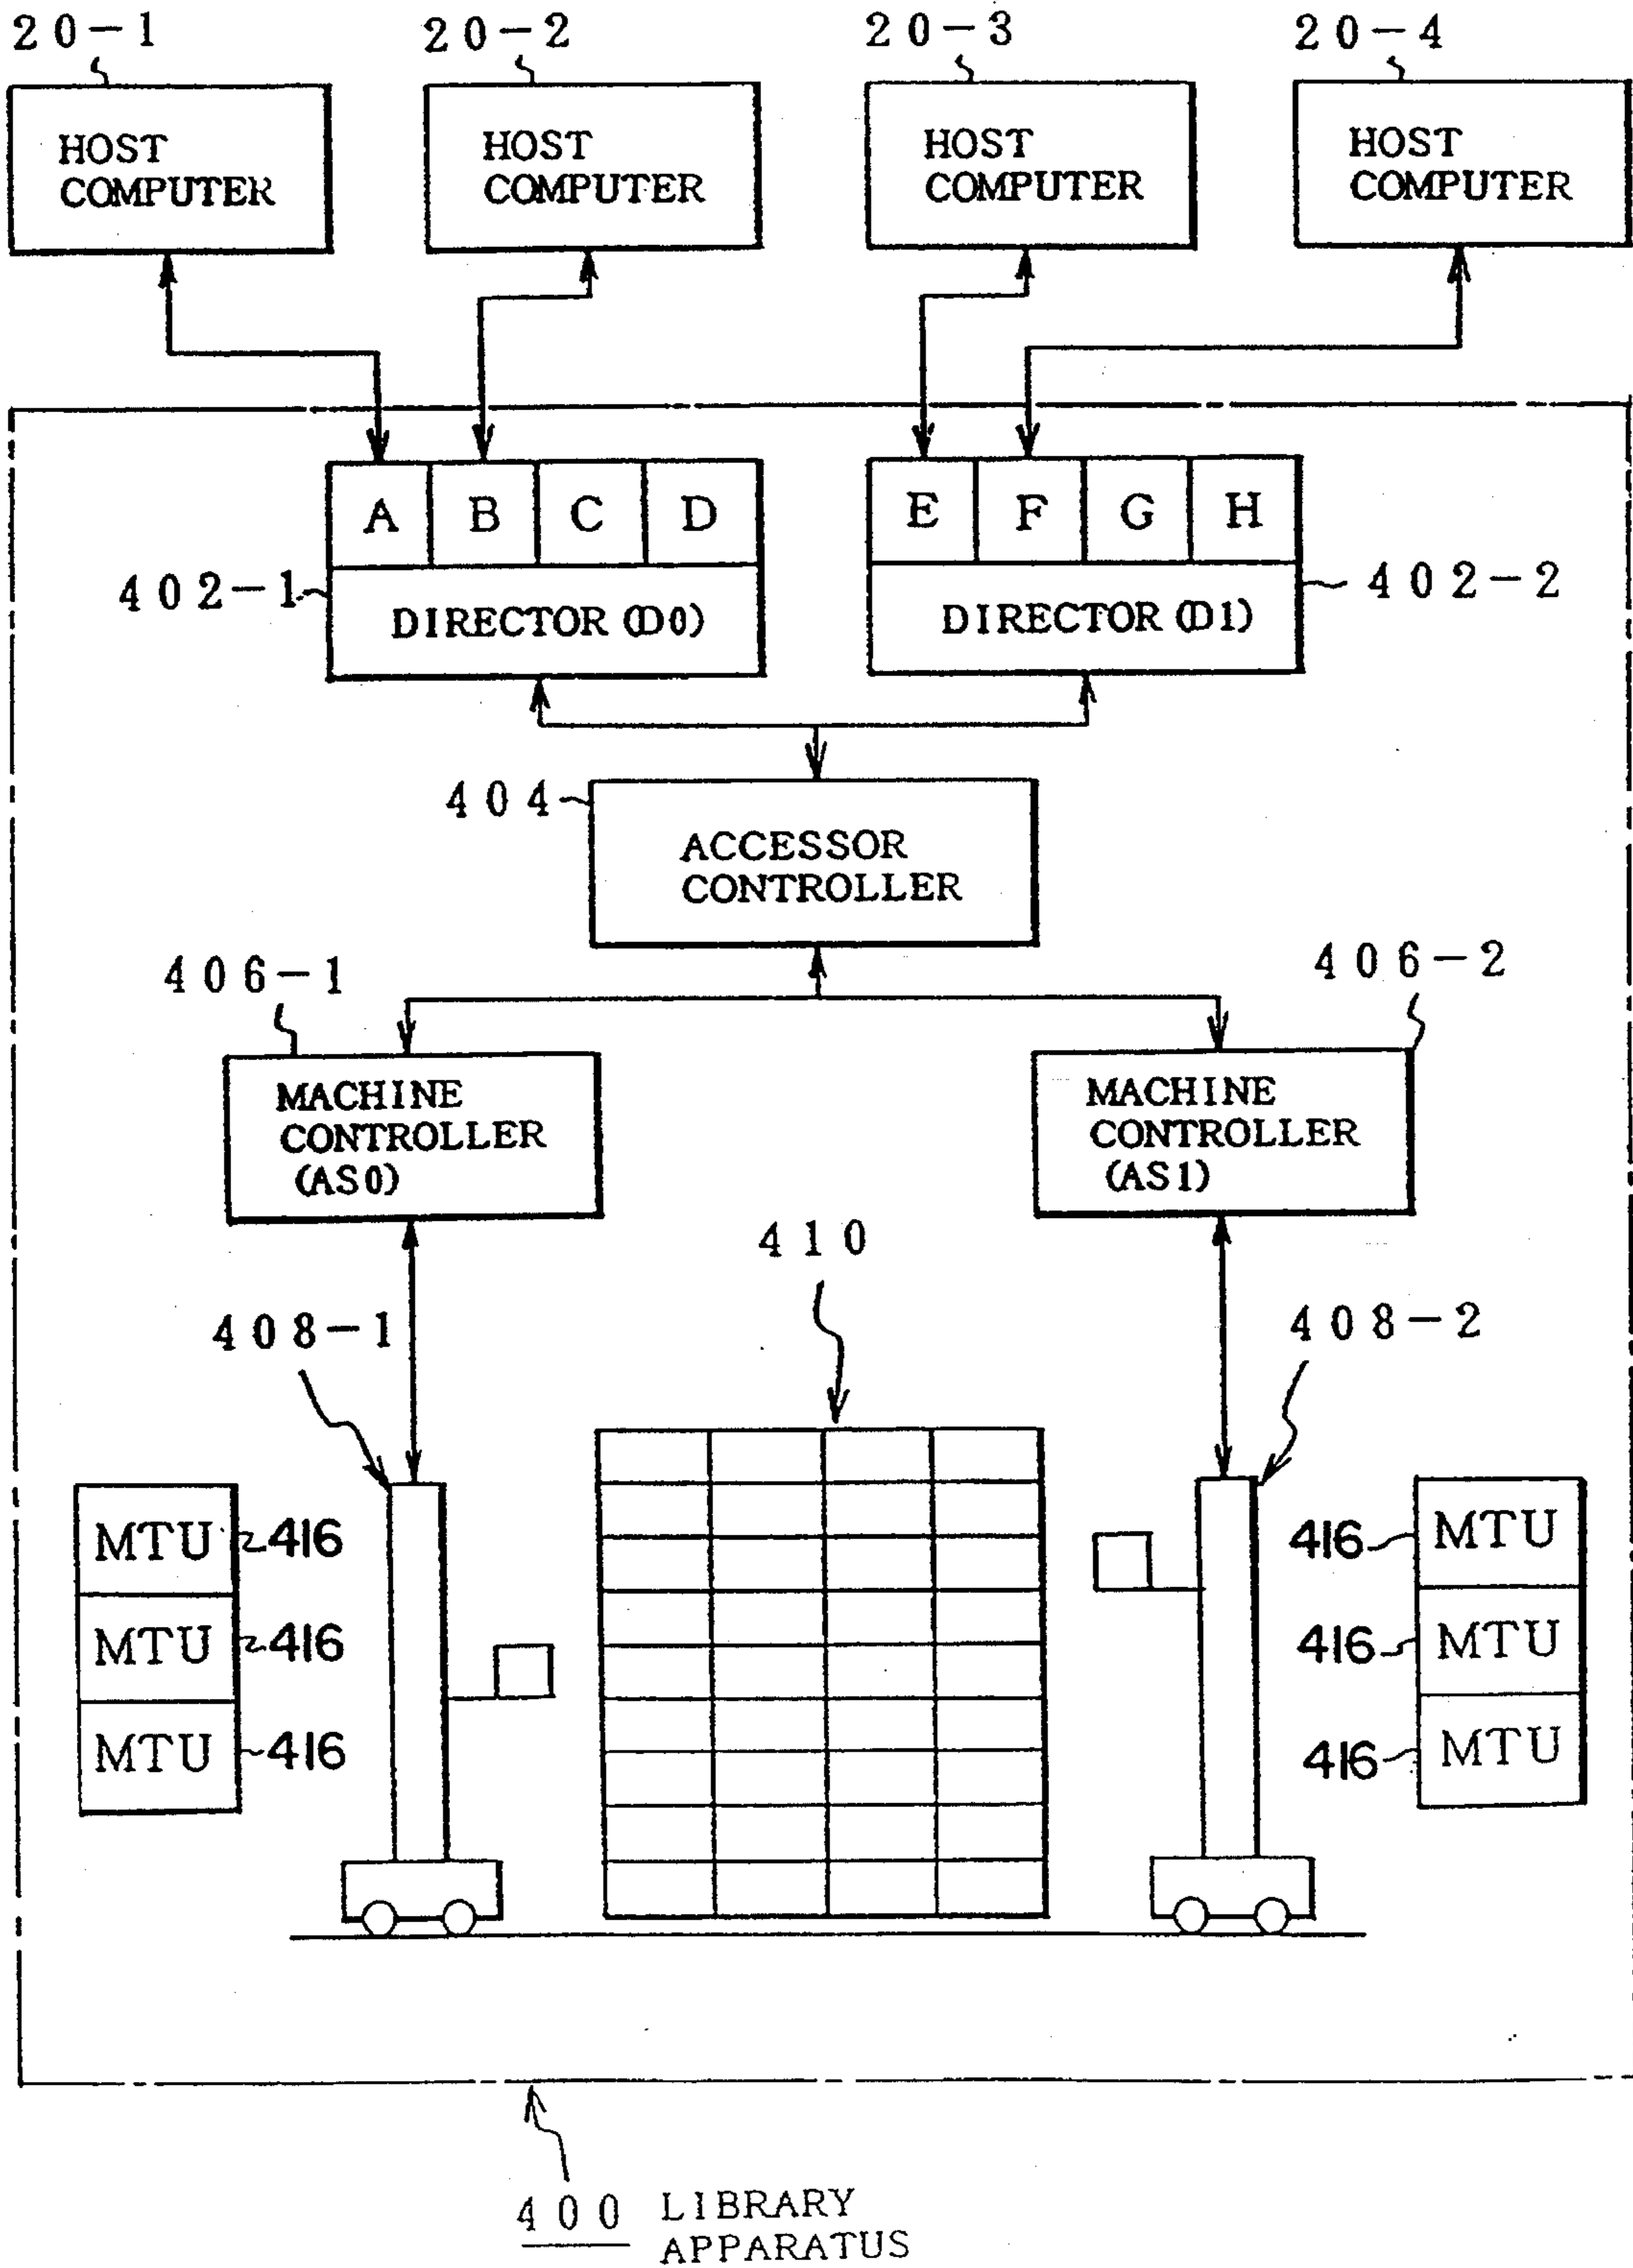 20-1
20-2
20-3
20-4
HOST
COMPUTER
HOST
COMPUTER
HOST
COMPUTER
HOST
COMPUTER
A B C D
E F G H
402-1
DIRECTOR (D0)
DIRECTOR (D1)
402-2
404
ACCESSOR
CONTROLLER
406-1
406-2
MACHINE
CONTROLLER
(AS0)
MACHINE
CONTROLLER
(AS1)
410
408-1
408-2
MTU 416
MTU 416
MTU 416
416 MTU
416 MTU
416 MTU
400 LIBRARY
APPARATUS